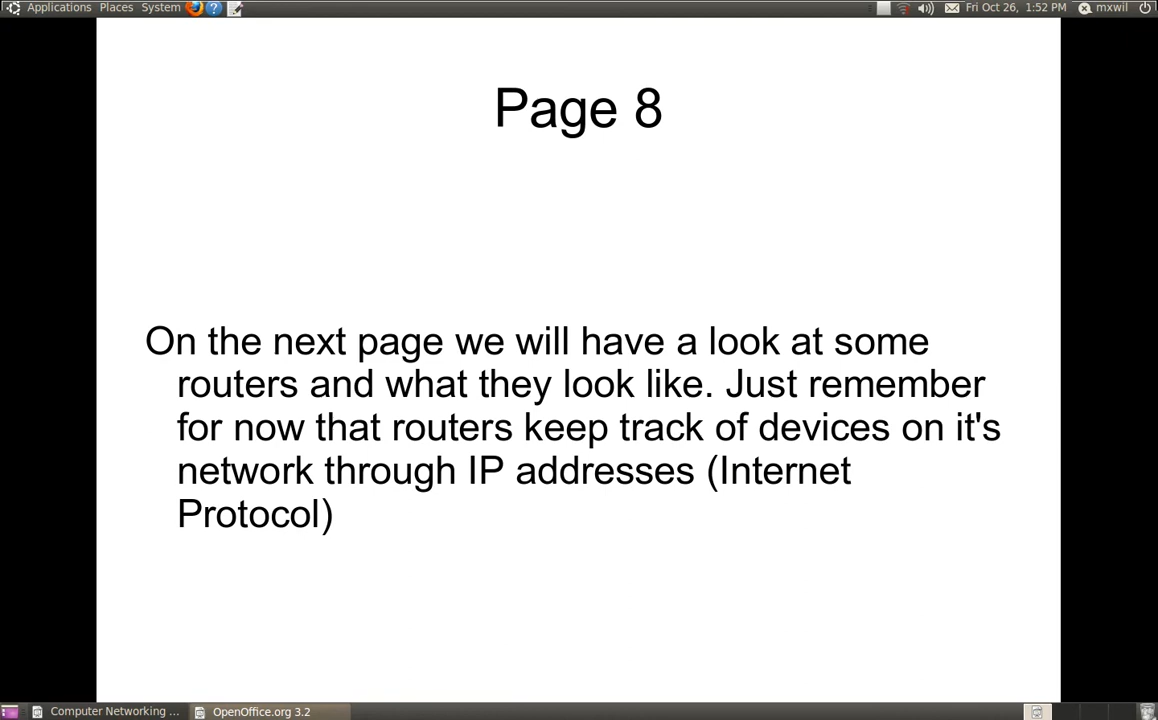 Applications Places System Fri Oct 26, 1:52 PM mxwil
Page 8
On the next page we will have a look at some
routers and what they look like. Just remember
for now that routers keep track of devices on it's
network through IP addresses (Internet
Protocol)
Computer Networking ... OpenOffice.org 3.2